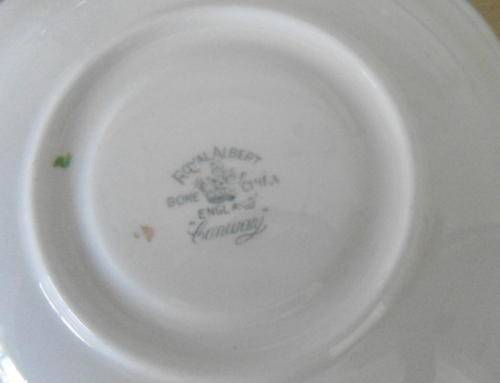 ROYAL ALBERT
BONE CHINA
ENGLAND
"Conway"